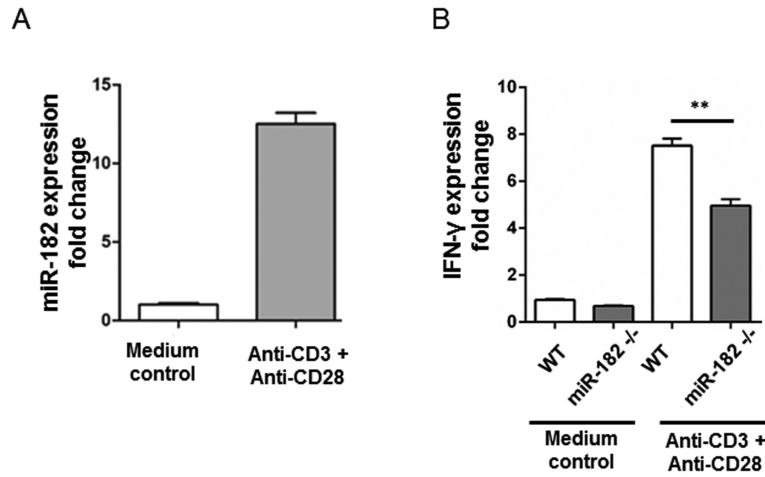 A
miR-182 expression
fold change
15
10
5
0
Medium
control
Anti-CD3 +
Anti-CD28
B
IFN-γ expression
fold change
10
8
6
4
2
0
**
WT
miR-182 -/-
WT
miR-182 -/-
Medium
control
Anti-CD3 +
Anti-CD28